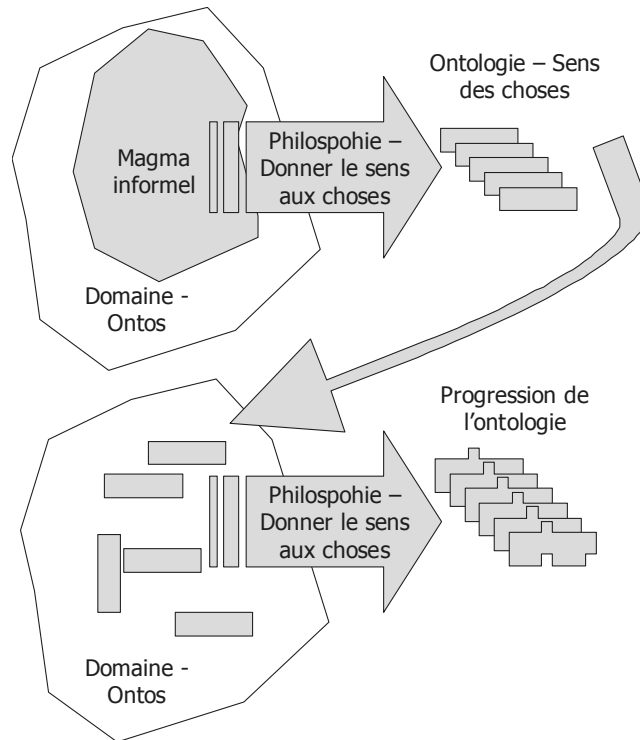 Ontologie – Sens
des choses
Magma
informel
Philospohie –
Donner le sens
aux choses
Domaine -
Ontos
Progression de
l'ontologie
Philospohie –
Donner le sens
aux choses
Domaine -
Ontos